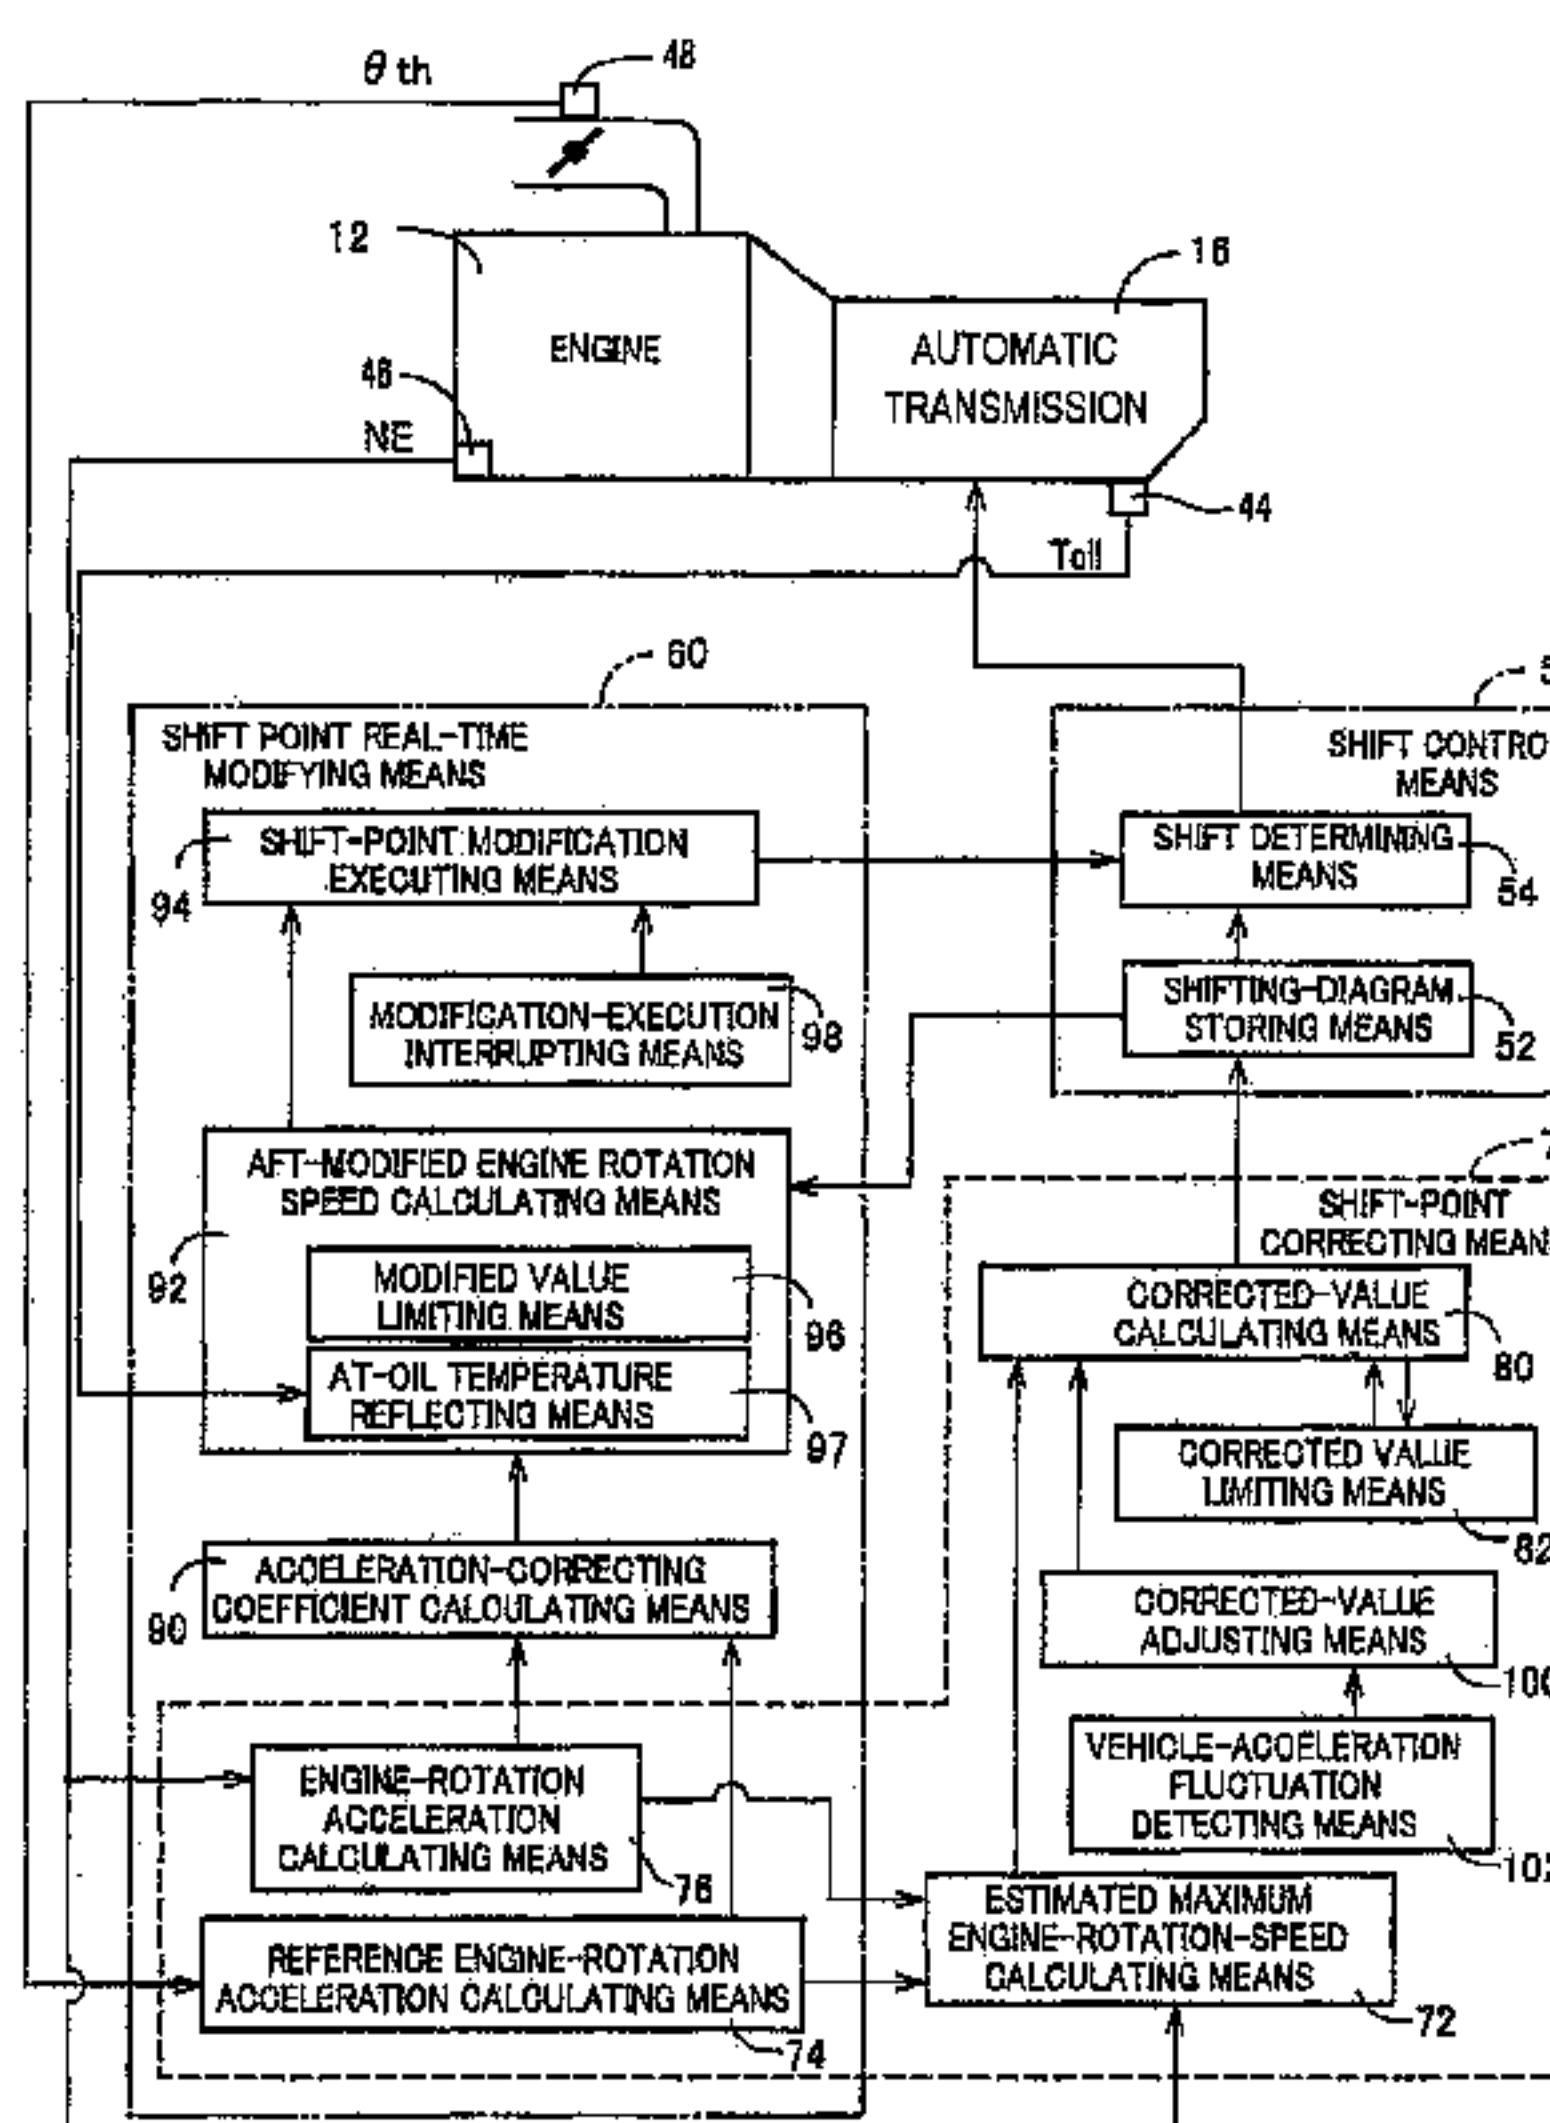 θth
48
12
16
ENGINE
AUTOMATIC
TRANSMISSION
46
NE
44
Toil
60
5
SHIFT POINT REAL-TIME
MODIFYING MEANS
SHIFT CONTRO
MEANS
SHIFT-POINT MODIFICATION
EXECUTING MEANS
94
SHIFT DETERMINING
MEANS
54
MODIFICATION-EXECUTION
INTERRUPTING MEANS
98
SHIFTING-DIAGRAM
STORING MEANS
52
7
AFT-MODIFIED ENGINE ROTATION
SPEED CALCULATING MEANS
92
SHIFT-POINT
CORRECTING MEAN
MODIFIED VALUE
LIMITING MEANS
96
CORRECTED-VALUE
CALCULATING MEANS
80
AT-OIL TEMPERATURE
REFLECTING MEANS
97
CORRECTED VALUE
LIMITING MEANS
82
ACCELERATION-CORRECTING
COEFFICIENT CALCULATING MEANS
90
CORRECTED-VALUE
ADJUSTING MEANS
100
ENGINE-ROTATION
ACCELERATION
CALCULATING MEANS
76
VEHICLE-ACCELERATION
FLUCTUATION
DETECTING MEANS
102
REFERENCE ENGINE-ROTATION
ACCELERATION CALCULATING MEANS
74
ESTIMATED MAXIMUM
ENGINE-ROTATION-SPEED
CALCULATING MEANS
72